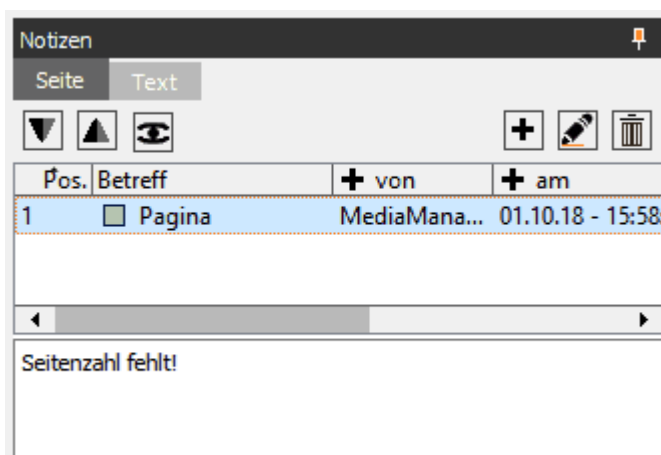 Notizen
Seite Text
Pos. Betreff von am
1 Pagina MediaMana... 01.10.18 - 15:58
Seitenzahl fehlt!